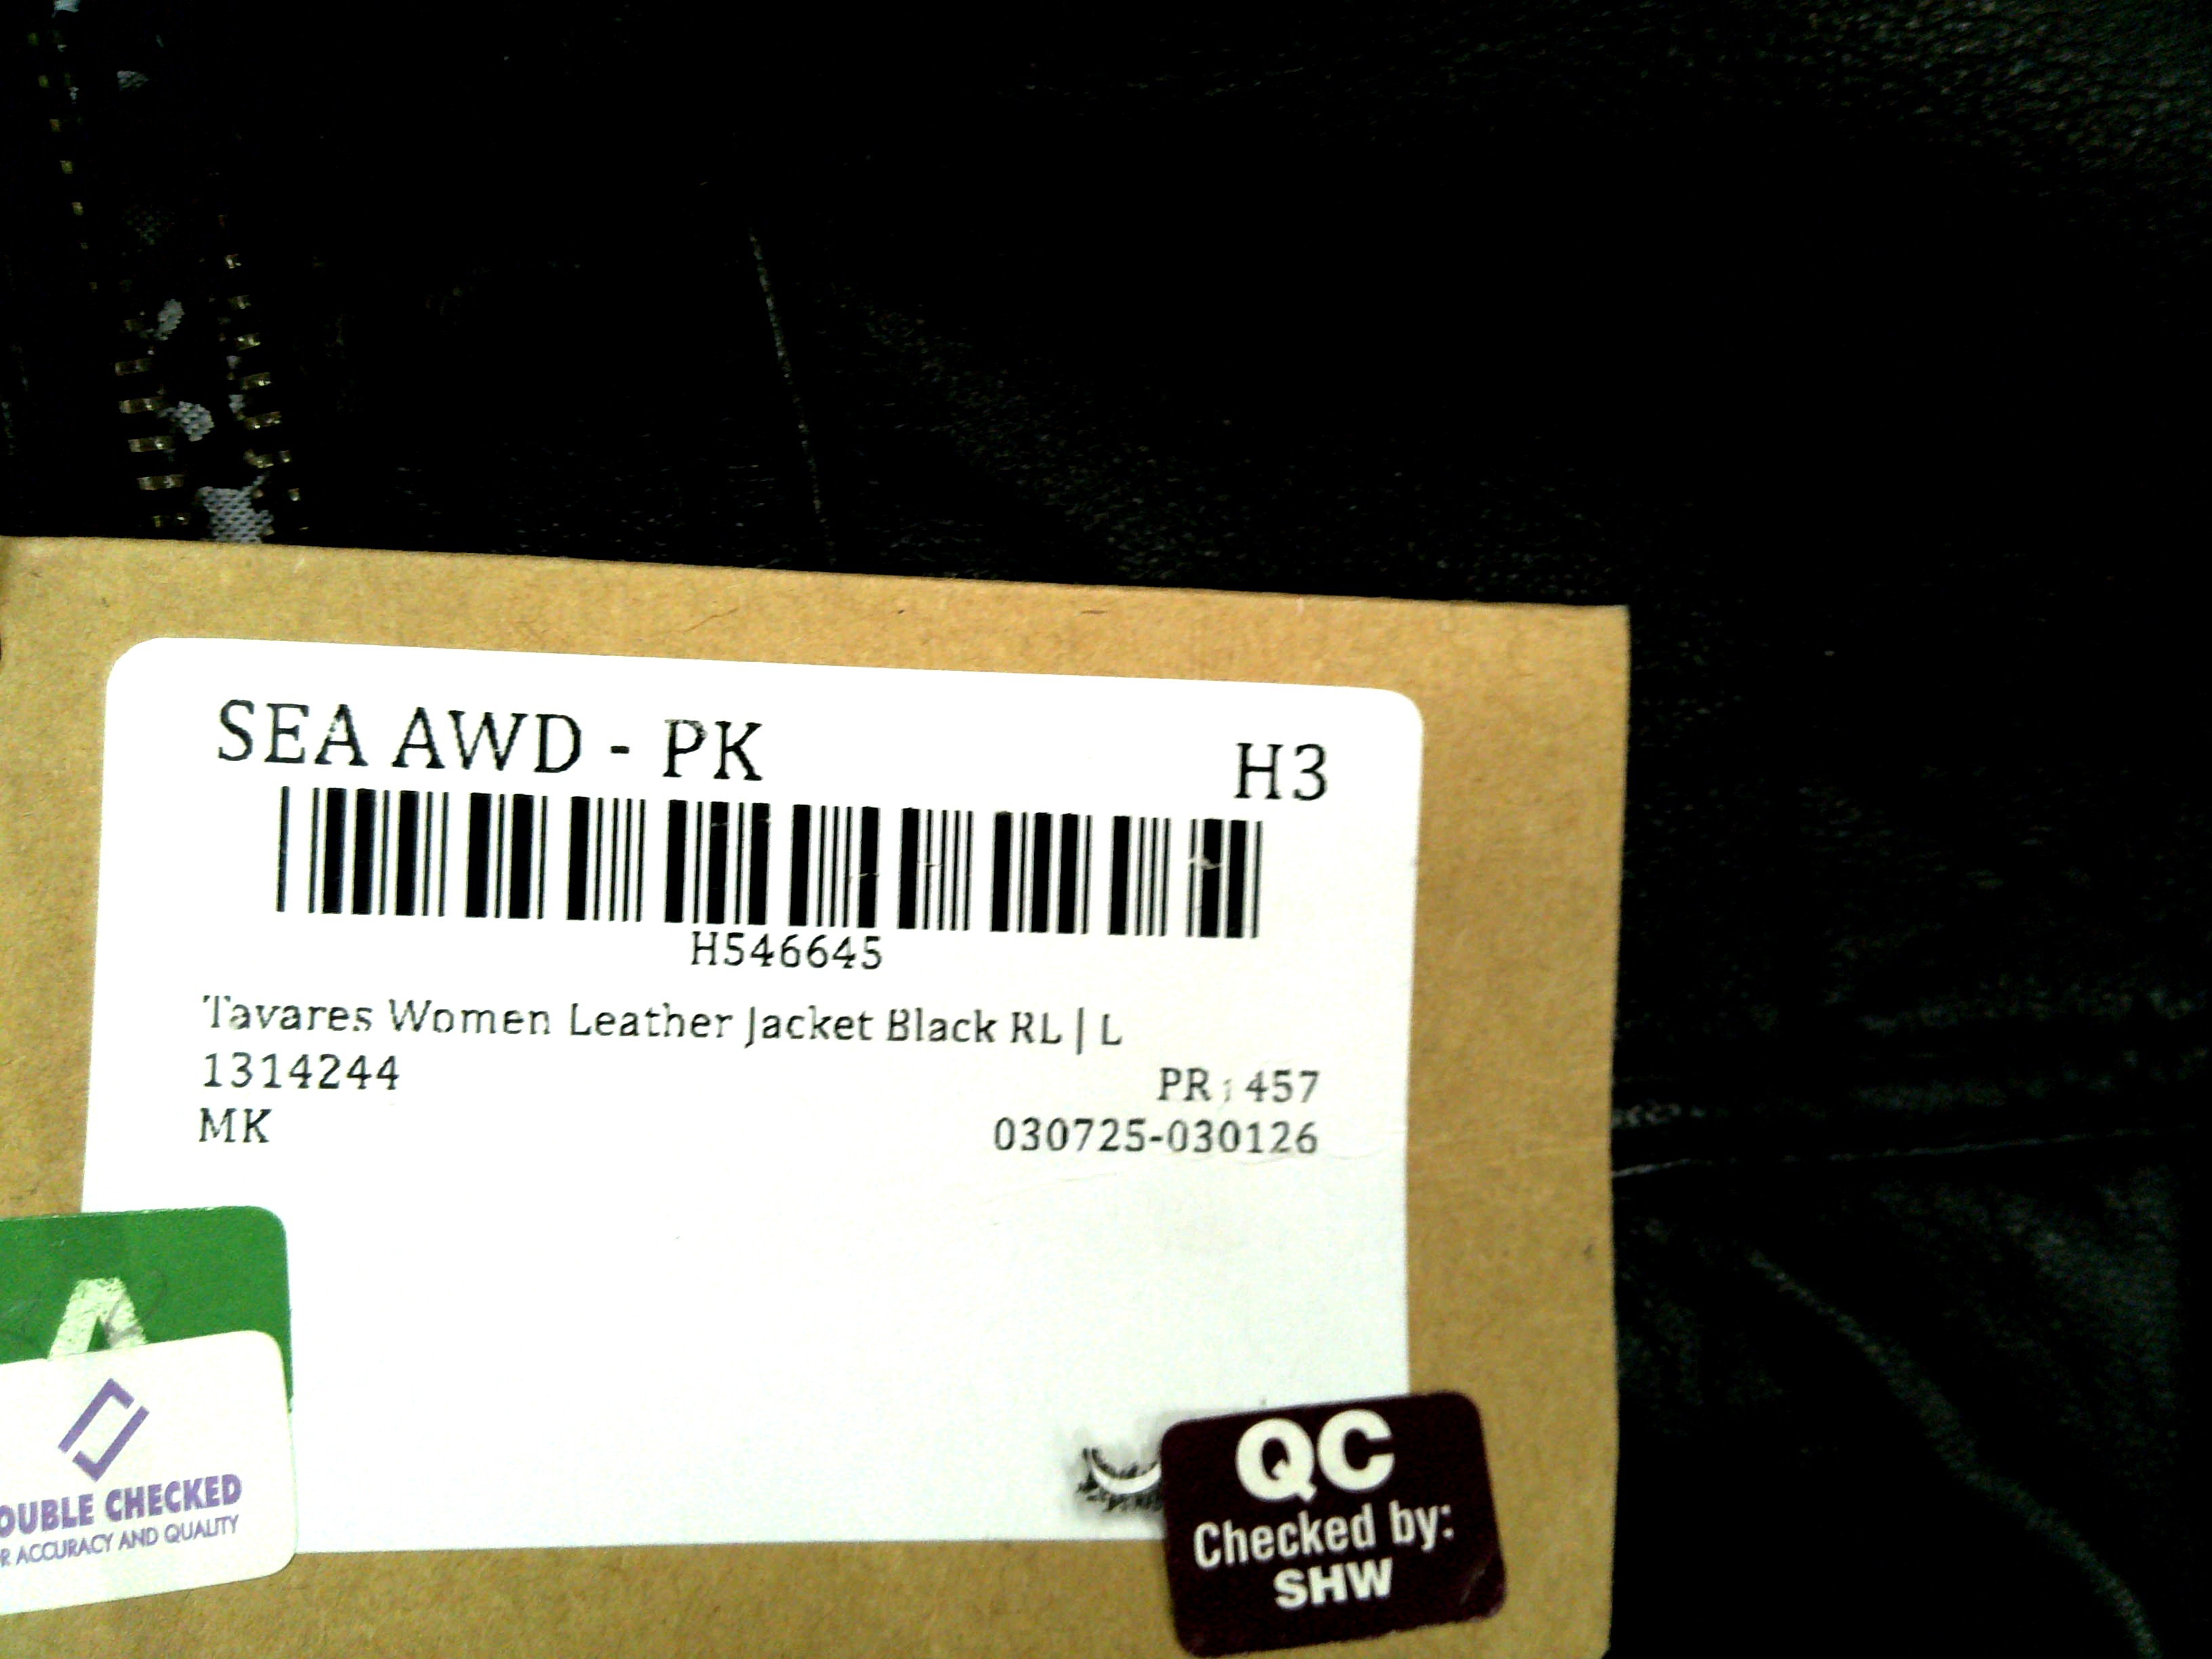 SEA AWD - PK
H3
H546645
Tavares Women Leather Jacket Black RL | L
1314244
PR : 457
MK
030725-030126
A
OUBLE CHECKED
R ACCURACY AND QUALITY
QC
Checked by:
SHW